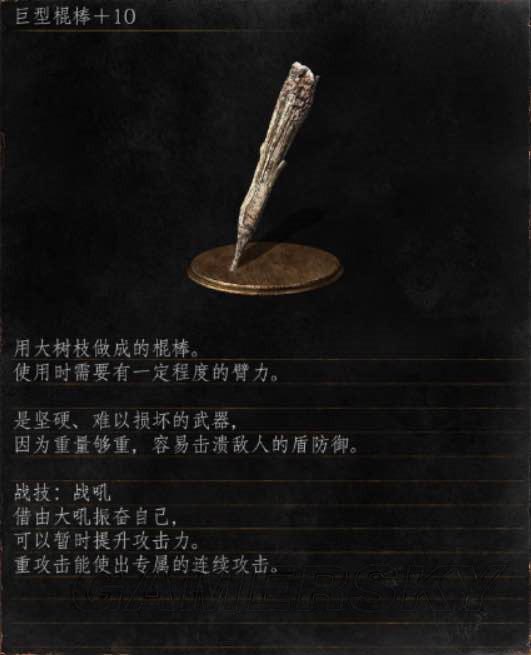 巨型棍棒＋10
用大树枝做成的棍棒。
使用时需要有一定程度的臂力。
是坚硬、难以损坏的武器，
因为重量够重，容易击溃敌人的盾防御。
战技：战吼
借由大吼振奋自己，
可以暂时提升攻击力。
重攻击能使出专属的连续攻击。
GAMERSKY